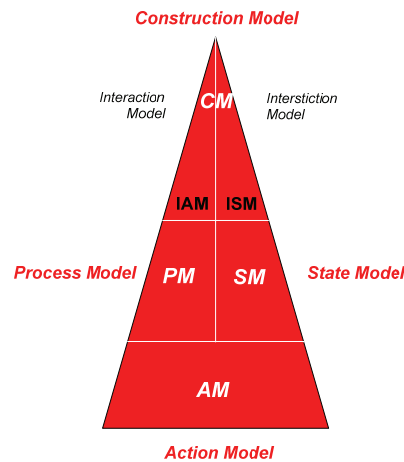 Construction Model
Interaction
Model
CM
Interstiction
Model
IAM
ISM
Process Model
PM
SM
State Model
AM
Action Model